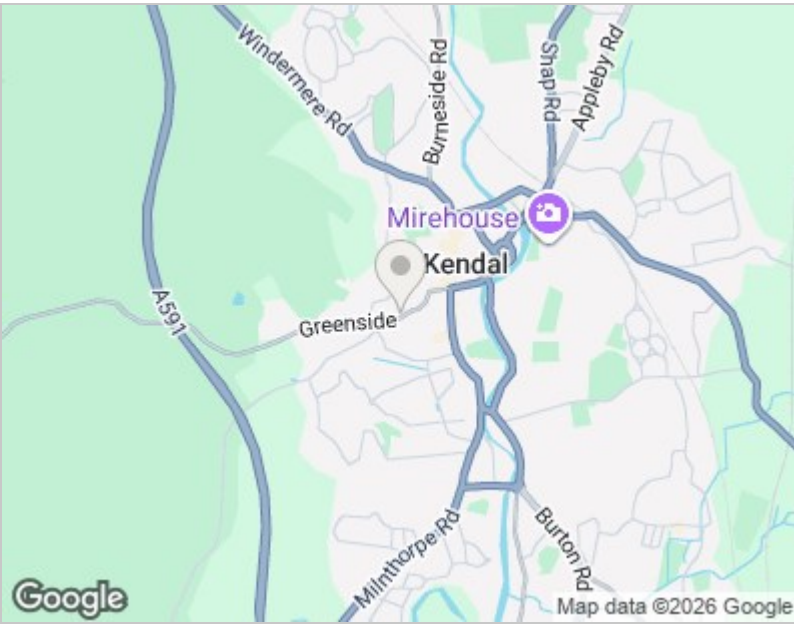 Windermere Rd
Burneside Rd
Shap Rd
Appleby Rd
Mirehouse
Kendal
A591
Greenside
Milnthorpe Rd
Burton Rd
Google
Map data ©2026 Google